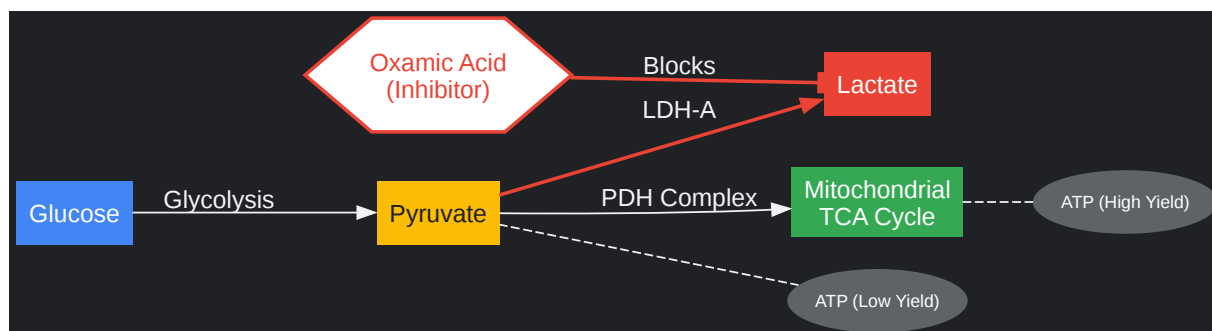 Oxamic Acid
(Inhibitor)
Blocks
Lactate
LDH-A
Glucose
Glycolysis
Pyruvate
PDH Complex
Mitochondrial
TCA Cycle
ATP (High Yield)
ATP (Low Yield)